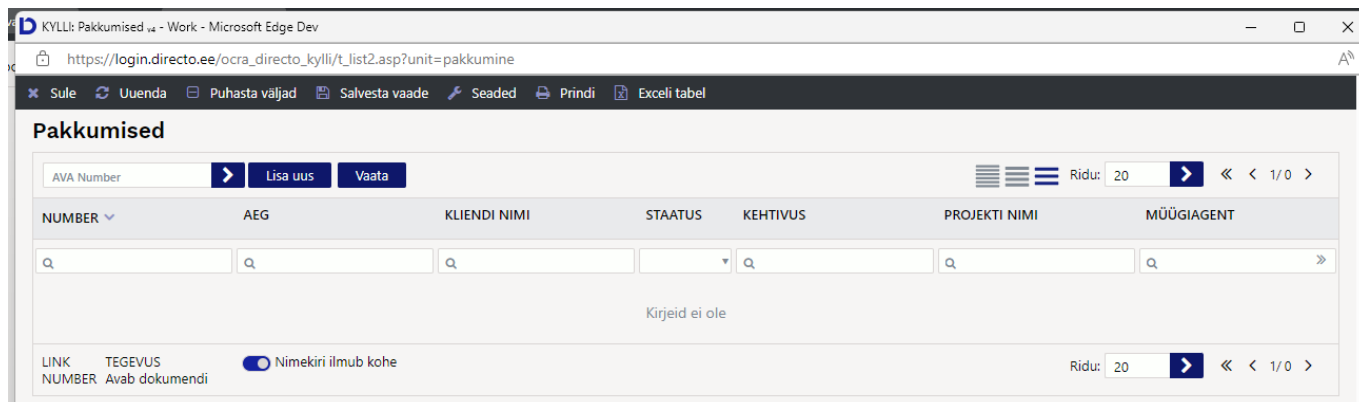 KYLLI: Pakkumised v4 - Work - Microsoft Edge Dev
https://login.directo.ee/ocra_directo_kylli/t_list2.asp?unit=pakkumine
Sule Uuenda Puhasta väljad Salvesta vaade Seaded Prindi Exceli tabel
Pakkumised
AVA Number Lisa uus Vaata Ridu: 20 1/0
NUMBER AEG KLIENDI NIMI STAATUS KEHTIVUS PROJEKTI NIMI MÜÜGIAGENT
Kirjeid ei ole
LINK TEGEVUS Nimekiri ilmub kohe Ridu: 20 1/0
NUMBER Avab dokumendi